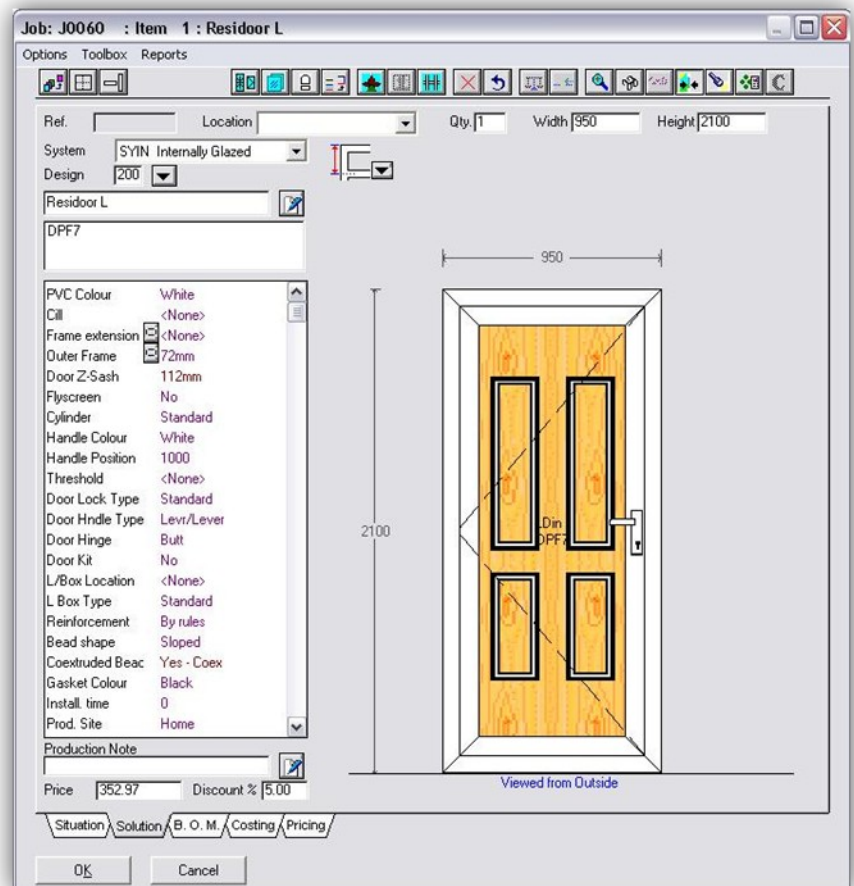 Job: J0060 : Item 1 : Residoor L
Options Toolbox Reports
Ref. Location Qty. 1 Width 950 Height 2100
System SYIN Internally Glazed
Design 200
Residoor L
DPF7
PVC Colour White
Cill <None>
Frame extension <None>
Outer Frame 72mm
Door Z-Sash 112mm
Flyscreen No
Cylinder Standard
Handle Colour White
Handle Position 1000
Threshold <None>
Door Lock Type Standard
Door Hndle Type Levr/Lever
Door Hinge Butt
Door Kit No
L/Box Location <None>
L Box Type Standard
Reinforcement By rules
Bead shape Sloped
Coextruded Beac Yes - Coex
Gasket Colour Black
Install. time 0
Prod. Site Home
Production Note
Price 352.97 Discount % 5.00
950
2100
LDin
DPF7
Viewed from Outside
Situation Solution B. O. M. Costing Pricing
OK Cancel